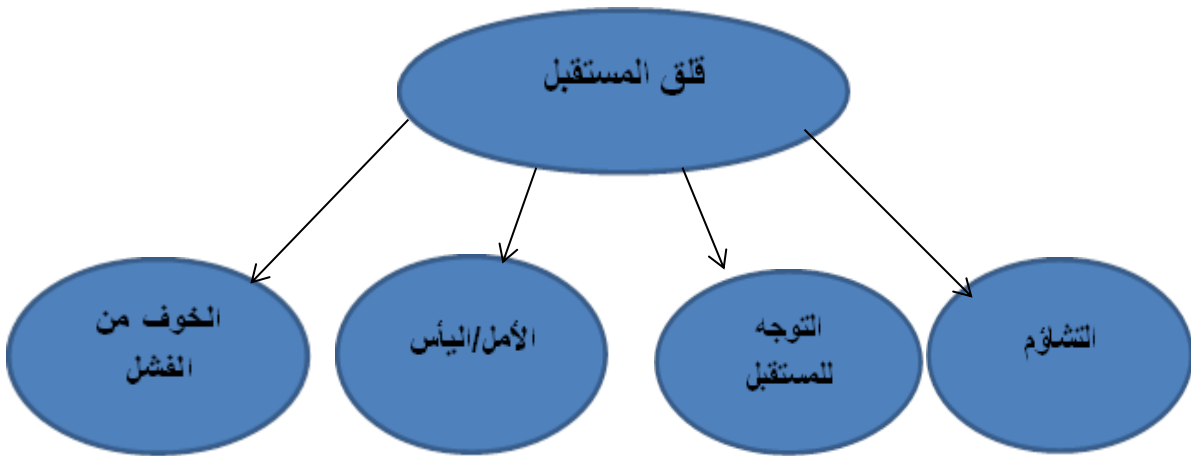 قلق المستقبل
التشاؤم
التوجه
للمستقبل
الأمل/اليأس
الخوف من
الفشل